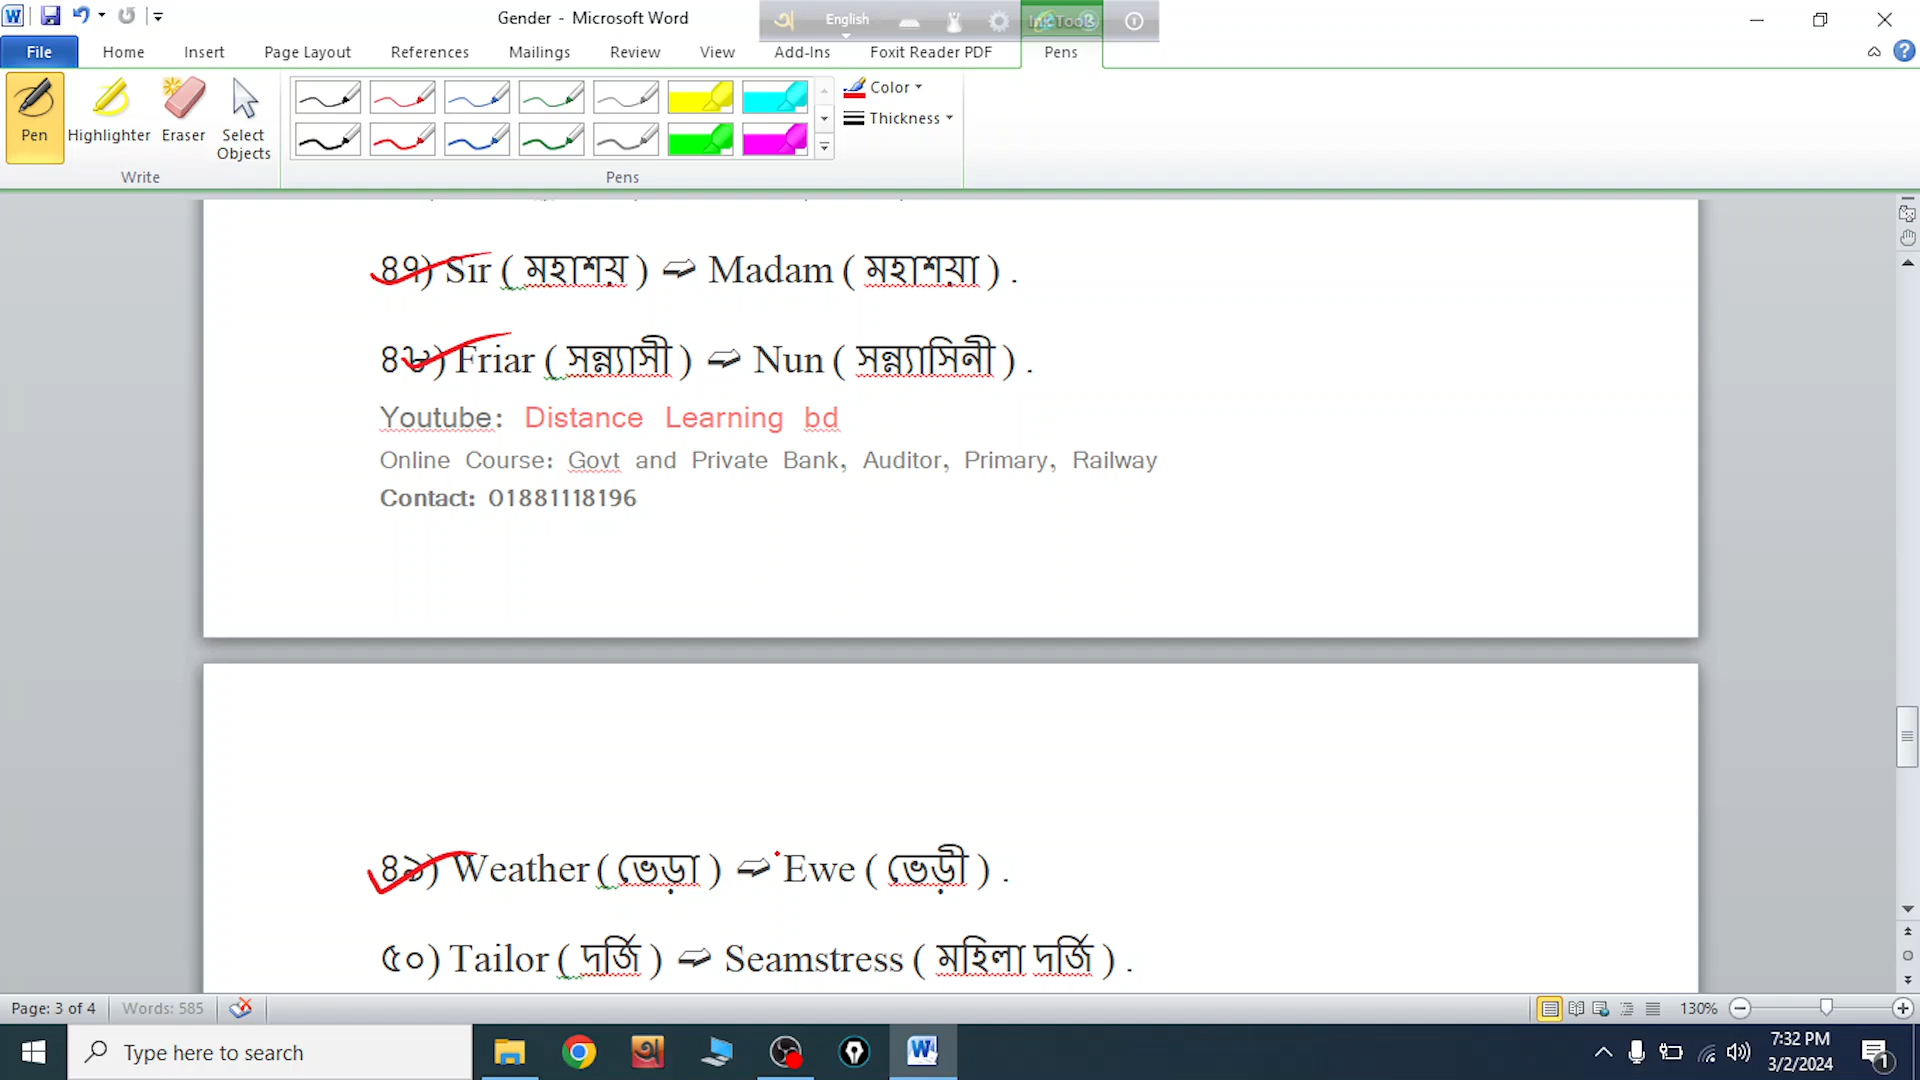 Gender - Microsoft Word
English
Ink Tools
File Home Insert Page Layout References Mailings Review View Add-Ins Foxit Reader PDF Pens
Pen Highlighter Eraser Select Objects
Color
Thickness
Write Pens
৪৭) Sir ( মহাশয় ) ➫ Madam ( মহাশয়া ) .
৪৮) Friar ( সন্ন্যাসী ) ➫ Nun ( সন্ন্যাসিনী ) .
Youtube: Distance Learning bd
Online Course: Govt and Private Bank, Auditor, Primary, Railway
Contact: 01881118196
৪৯) Weather ( ভেড়া ) ➫ Ewe ( ভেড়ী ) .
৫০) Tailor ( দর্জি ) ➫ Seamstress ( মহিলা দর্জি ) .
Page: 3 of 4 Words: 585 130%
Type here to search
7:32 PM
3/2/2024
1